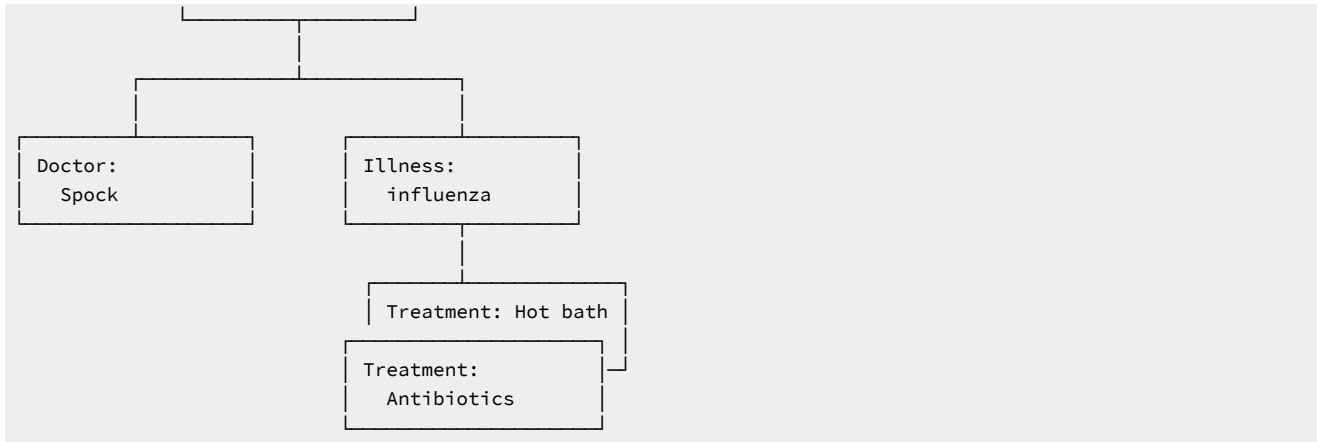 Doctor:
Spock
Illness:
influenza
Treatment: Hot bath
Treatment:
Antibiotics